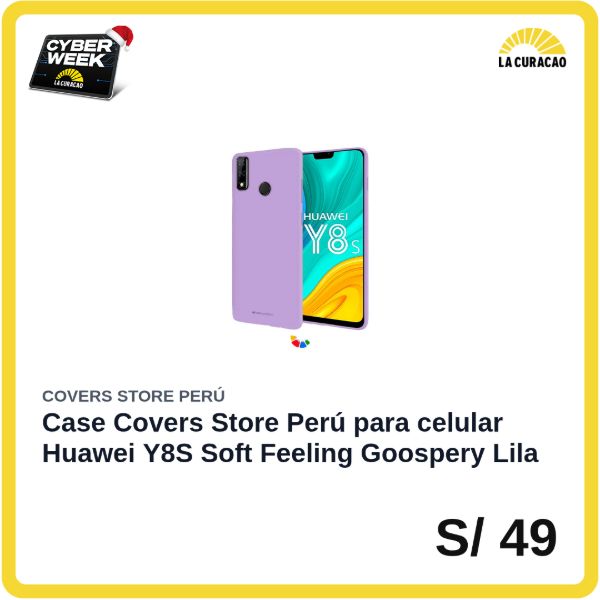 CYBER
WEEK
LA CURACAO
LA CURACAO
HUAWEI
Y8s
COVERS STORE PERÚ
Case Covers Store Perú para celular
Huawei Y8S Soft Feeling Goospery Lila
S/ 49